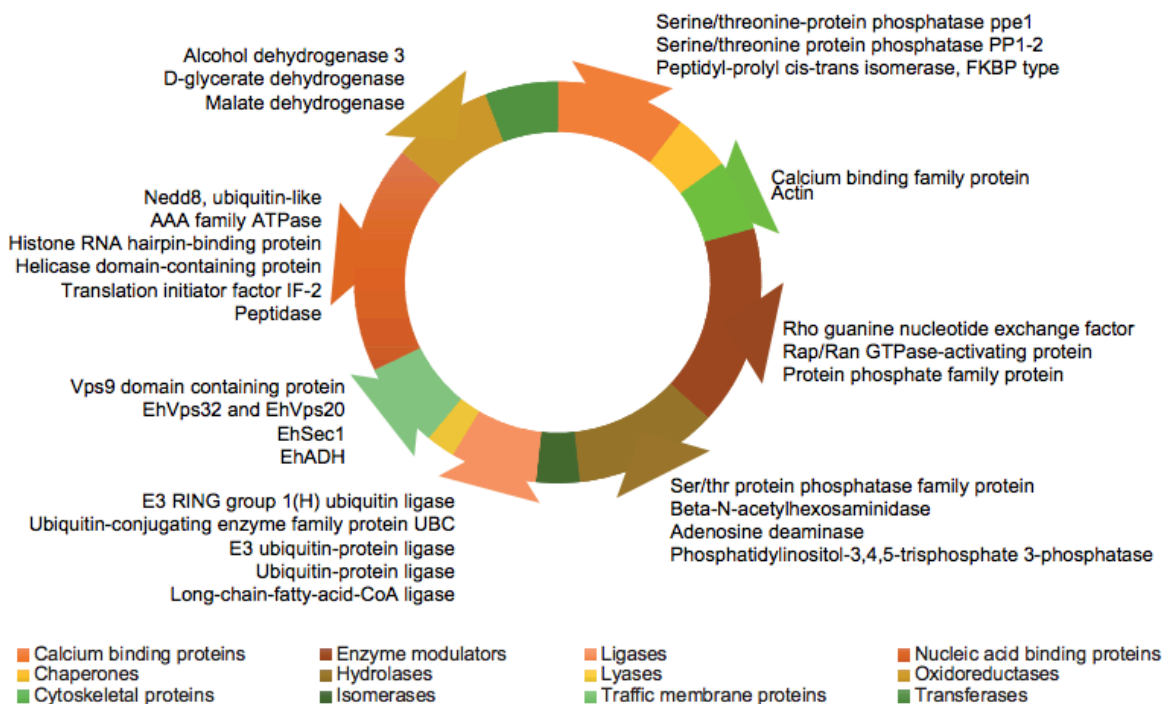 Serine/threonine-protein phosphatase ppe1
Serine/threonine protein phosphatase PP1-2
Peptidyl-prolyl cis-trans isomerase, FKBP type
Alcohol dehydrogenase 3
D-glycerate dehydrogenase
Malate dehydrogenase
Calcium binding family protein
Actin
Nedd8, ubiquitin-like
AAA family ATPase
Histone RNA hairpin-binding protein
Helicase domain-containing protein
Translation initiator factor IF-2
Peptidase
Rho guanine nucleotide exchange factor
Rap/Ran GTPase-activating protein
Protein phosphate family protein
Vps9 domain containing protein
EhVps32 and EhVps20
EhSec1
EhADH
Ser/thr protein phosphatase family protein
Beta-N-acetylhexosaminidase
Adenosine deaminase
Phosphatidylinositol-3,4,5-trisphosphate 3-phosphatase
E3 RING group 1(H) ubiquitin ligase
Ubiquitin-conjugating enzyme family protein UBC
E3 ubiquitin-protein ligase
Ubiquitin-protein ligase
Long-chain-fatty-acid-CoA ligase
Calcium binding proteins
Chaperones
Cytoskeletal proteins
Enzyme modulators
Hydrolases
Isomerases
Ligases
Lyases
Traffic membrane proteins
Nucleic acid binding proteins
Oxidoreductases
Transferases